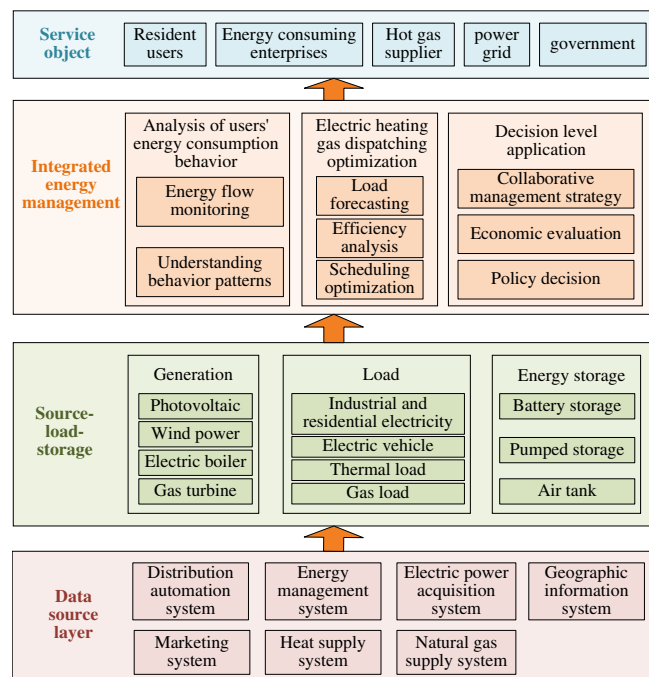 Service
object
Resident
users
Energy consuming
enterprises
Hot gas
supplier
power
grid
government
Integrated
energy
management
Analysis of users'
energy consumption
behavior
Energy flow
monitoring
Understanding
behavior patterns
Electric heating
gas dispatching
optimization
Load
forecasting
Efficiency
analysis
Scheduling
optimization
Decision level
application
Collaborative
management strategy
Economic evaluation
Policy decision
Source-
load-
storage
Generation
Photovoltaic
Wind power
Electric boiler
Gas turbine
Load
Industrial and
residential electricity
Electric vehicle
Thermal load
Gas load
Energy storage
Battery storage
Pumped storage
Air tank
Data
source
layer
Distribution
automation
system
Energy
management
system
Electric power
acquisition
system
Geographic
information
system
Marketing
system
Heat supply
system
Natural gas
supply system